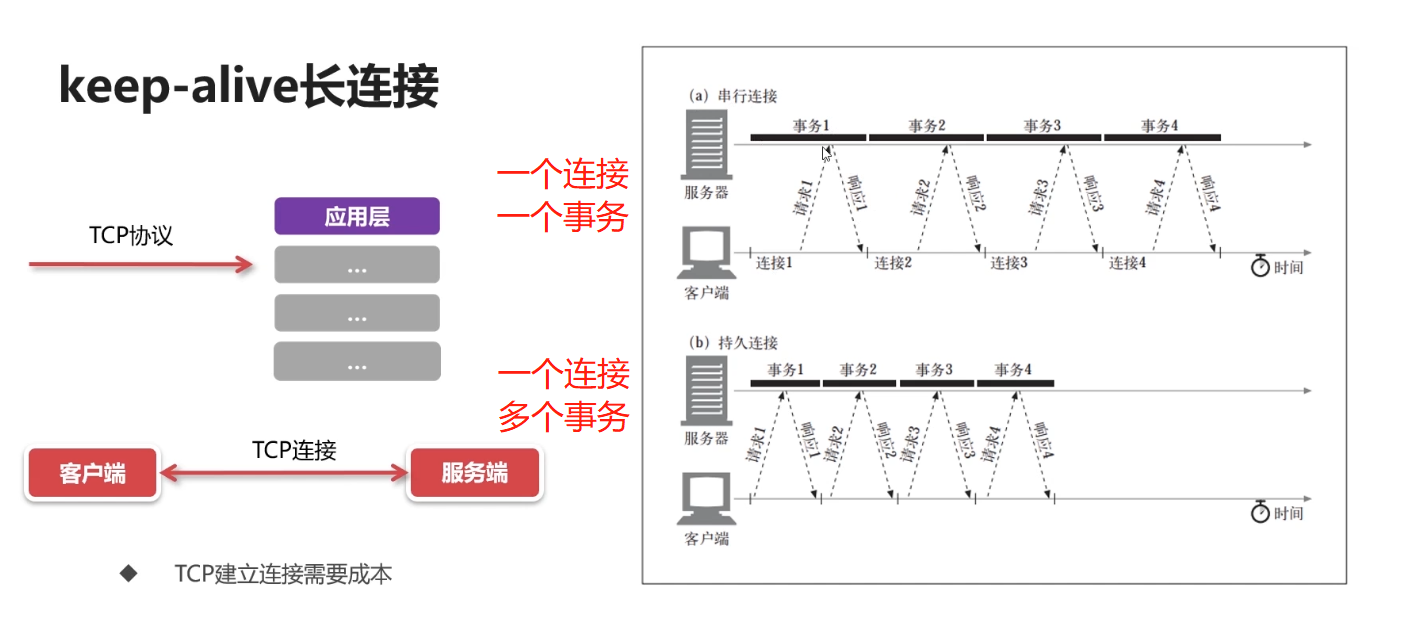 keep-alive长连接
TCP协议
应用层
...
...
...
一个连接
一个事务
一个连接
多个事务
客户端
TCP连接
服务端
TCP建立连接需要成本
(a) 串行连接
事务1 事务2 事务3 事务4
服务器
请求1 响应1 请求2 响应2 请求3 响应3 请求4 响应4
连接1 连接2 连接3 连接4
时间
客户端
(b) 持久连接
事务1 事务2 事务3 事务4
服务器
请求1 响应1 请求2 响应2 请求3 响应3 请求4 响应4
时间
客户端